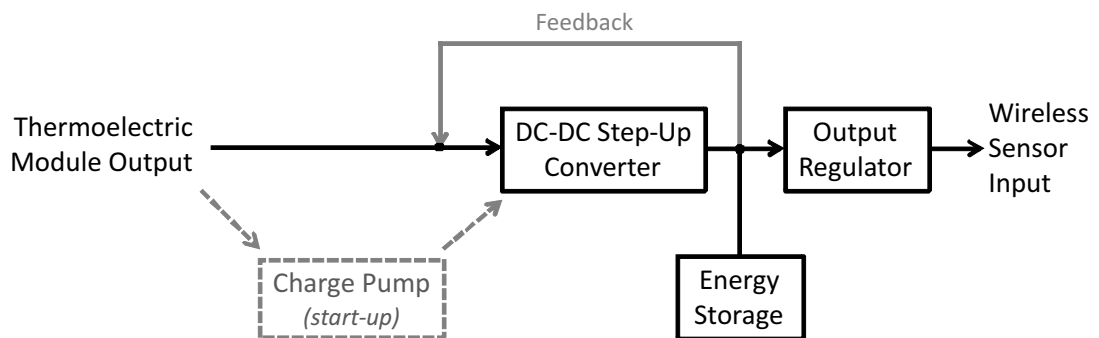 Feedback
Thermoelectric
Module Output
DC-DC Step-Up
Converter
Output
Regulator
Wireless
Sensor
Input
Charge Pump
(start-up)
Energy
Storage